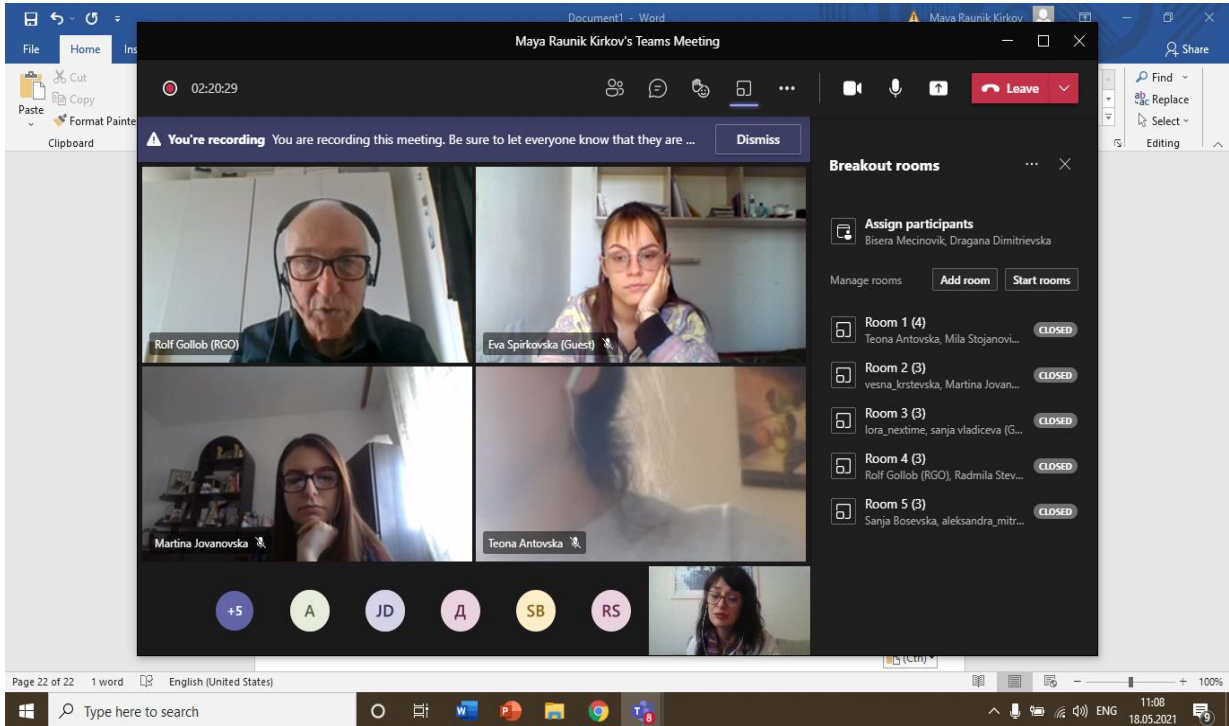 Document1 - Word
Maya Raunik Kirkov
File
Home
Ins
Share
Cut
Copy
Format Painte
Paste
Clipboard
Find
Replace
Select
Editing
Maya Raunik Kirkov's Teams Meeting
02:20:29
Leave
You're recording You are recording this meeting. Be sure to let everyone know that they are ...
Dismiss
Rolf Gollob (RGO)
Eva Spirkovska (Guest)
Martina Jovanovska
Teona Antovska
+5
A
JD
Д
SB
RS
Breakout rooms
Assign participants
Bisera Mecinovik, Dragana Dimitrievska
Manage rooms
Add room
Start rooms
Room 1 (4)
Teona Antovska, Mila Stojanovi...
CLOSED
Room 2 (3)
vesna_krstevska, Martina Jovan...
CLOSED
Room 3 (3)
lora_nextime, sanja vladiceva (G...
CLOSED
Room 4 (3)
Rolf Gollob (RGO), Radmila Stev...
CLOSED
Room 5 (3)
Sanja Bosevska, aleksandra_mitr...
CLOSED
(Ctrl)
Page 22 of 22 1 word English (United States)
100%
Type here to search
8
ENG
11:08
18.05.2021
9